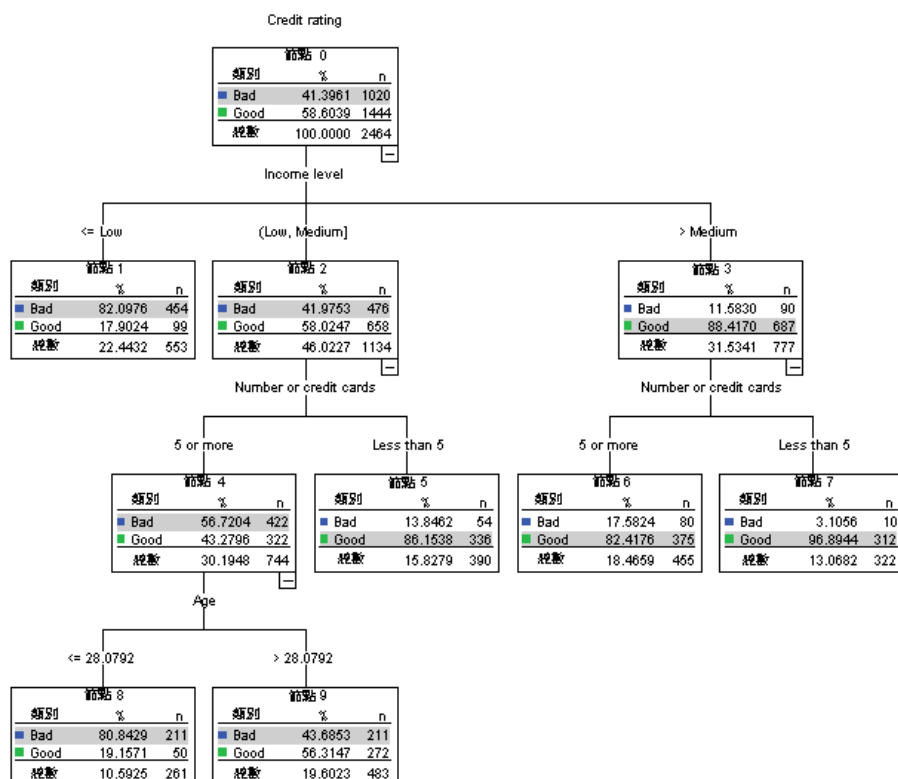 Credit rating
節點 0
類別 % n
Bad 41.3961 1020
Good 58.6039 1444
總數 100.0000 2464
Income level
<= Low
(Low, Medium]
> Medium
節點 1
類別 % n
Bad 82.0976 454
Good 17.9024 99
總數 22.4432 553
節點 2
類別 % n
Bad 41.9753 476
Good 58.0247 658
總數 46.0227 1134
節點 3
類別 % n
Bad 11.5830 90
Good 88.4170 687
總數 31.5341 777
Number or credit cards
Number or credit cards
5 or more
Less than 5
5 or more
Less than 5
節點 4
類別 % n
Bad 56.7204 422
Good 43.2796 322
總數 30.1948 744
節點 5
類別 % n
Bad 13.8462 54
Good 86.1538 336
總數 15.8279 390
節點 6
類別 % n
Bad 17.5824 80
Good 82.4176 375
總數 18.4659 455
節點 7
類別 % n
Bad 3.1056 10
Good 96.8944 312
總數 13.0682 322
Age
<= 28.0792
> 28.0792
節點 8
類別 % n
Bad 80.8429 211
Good 19.1571 50
總數 10.5925 261
節點 9
類別 % n
Bad 43.6853 211
Good 56.3147 272
總數 19.6023 483